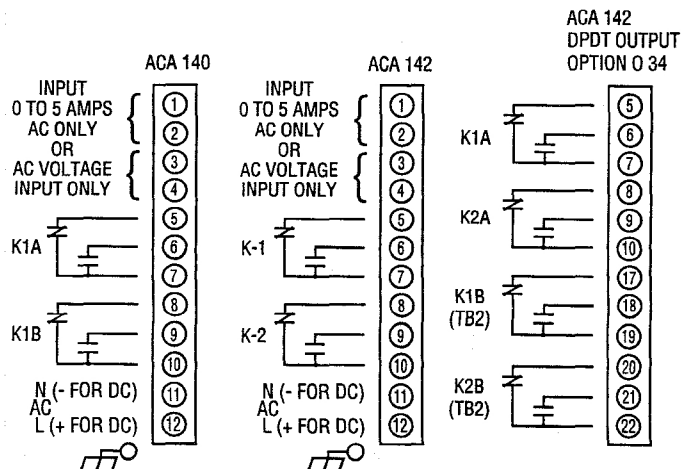 ACA 140
INPUT
0 TO 5 AMPS
AC ONLY
OR
AC VOLTAGE
INPUT ONLY
K1A
K1B
N (- FOR DC)
AC
L (+ FOR DC)
1
2
3
4
5
6
7
8
9
10
11
12
ACA 142
INPUT
0 TO 5 AMPS
AC ONLY
OR
AC VOLTAGE
INPUT ONLY
K-1
K-2
N (- FOR DC)
AC
L (+ FOR DC)
1
2
3
4
5
6
7
8
9
10
11
12
ACA 142
DPDT OUTPUT
OPTION O 34
K1A
K2A
K1B
(TB2)
K2B
(TB2)
5
6
7
8
9
10
17
18
19
20
21
22